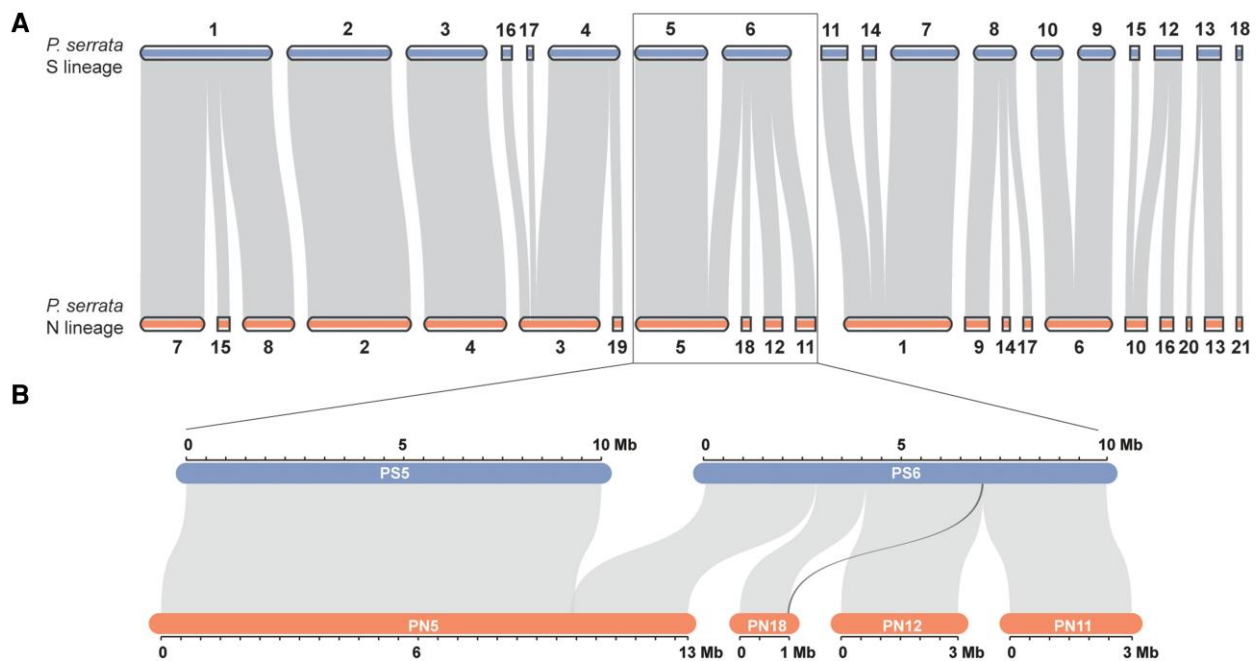 A
1 2 3 16 17 4 5 6 11 14 7 8 10 9 15 12 13 18
P. serrata
S lineage
P. serrata
N lineage
7 15 8 2 4 3 19 5 18 12 11 1 9 14 17 6 10 16 20 13 21
B
0 5 10 Mb 0 5 10 Mb
PS5 PS6
PN5 PN18 PN12 PN11
0 6 13 Mb 0 1 Mb 0 3 Mb 0 3 Mb